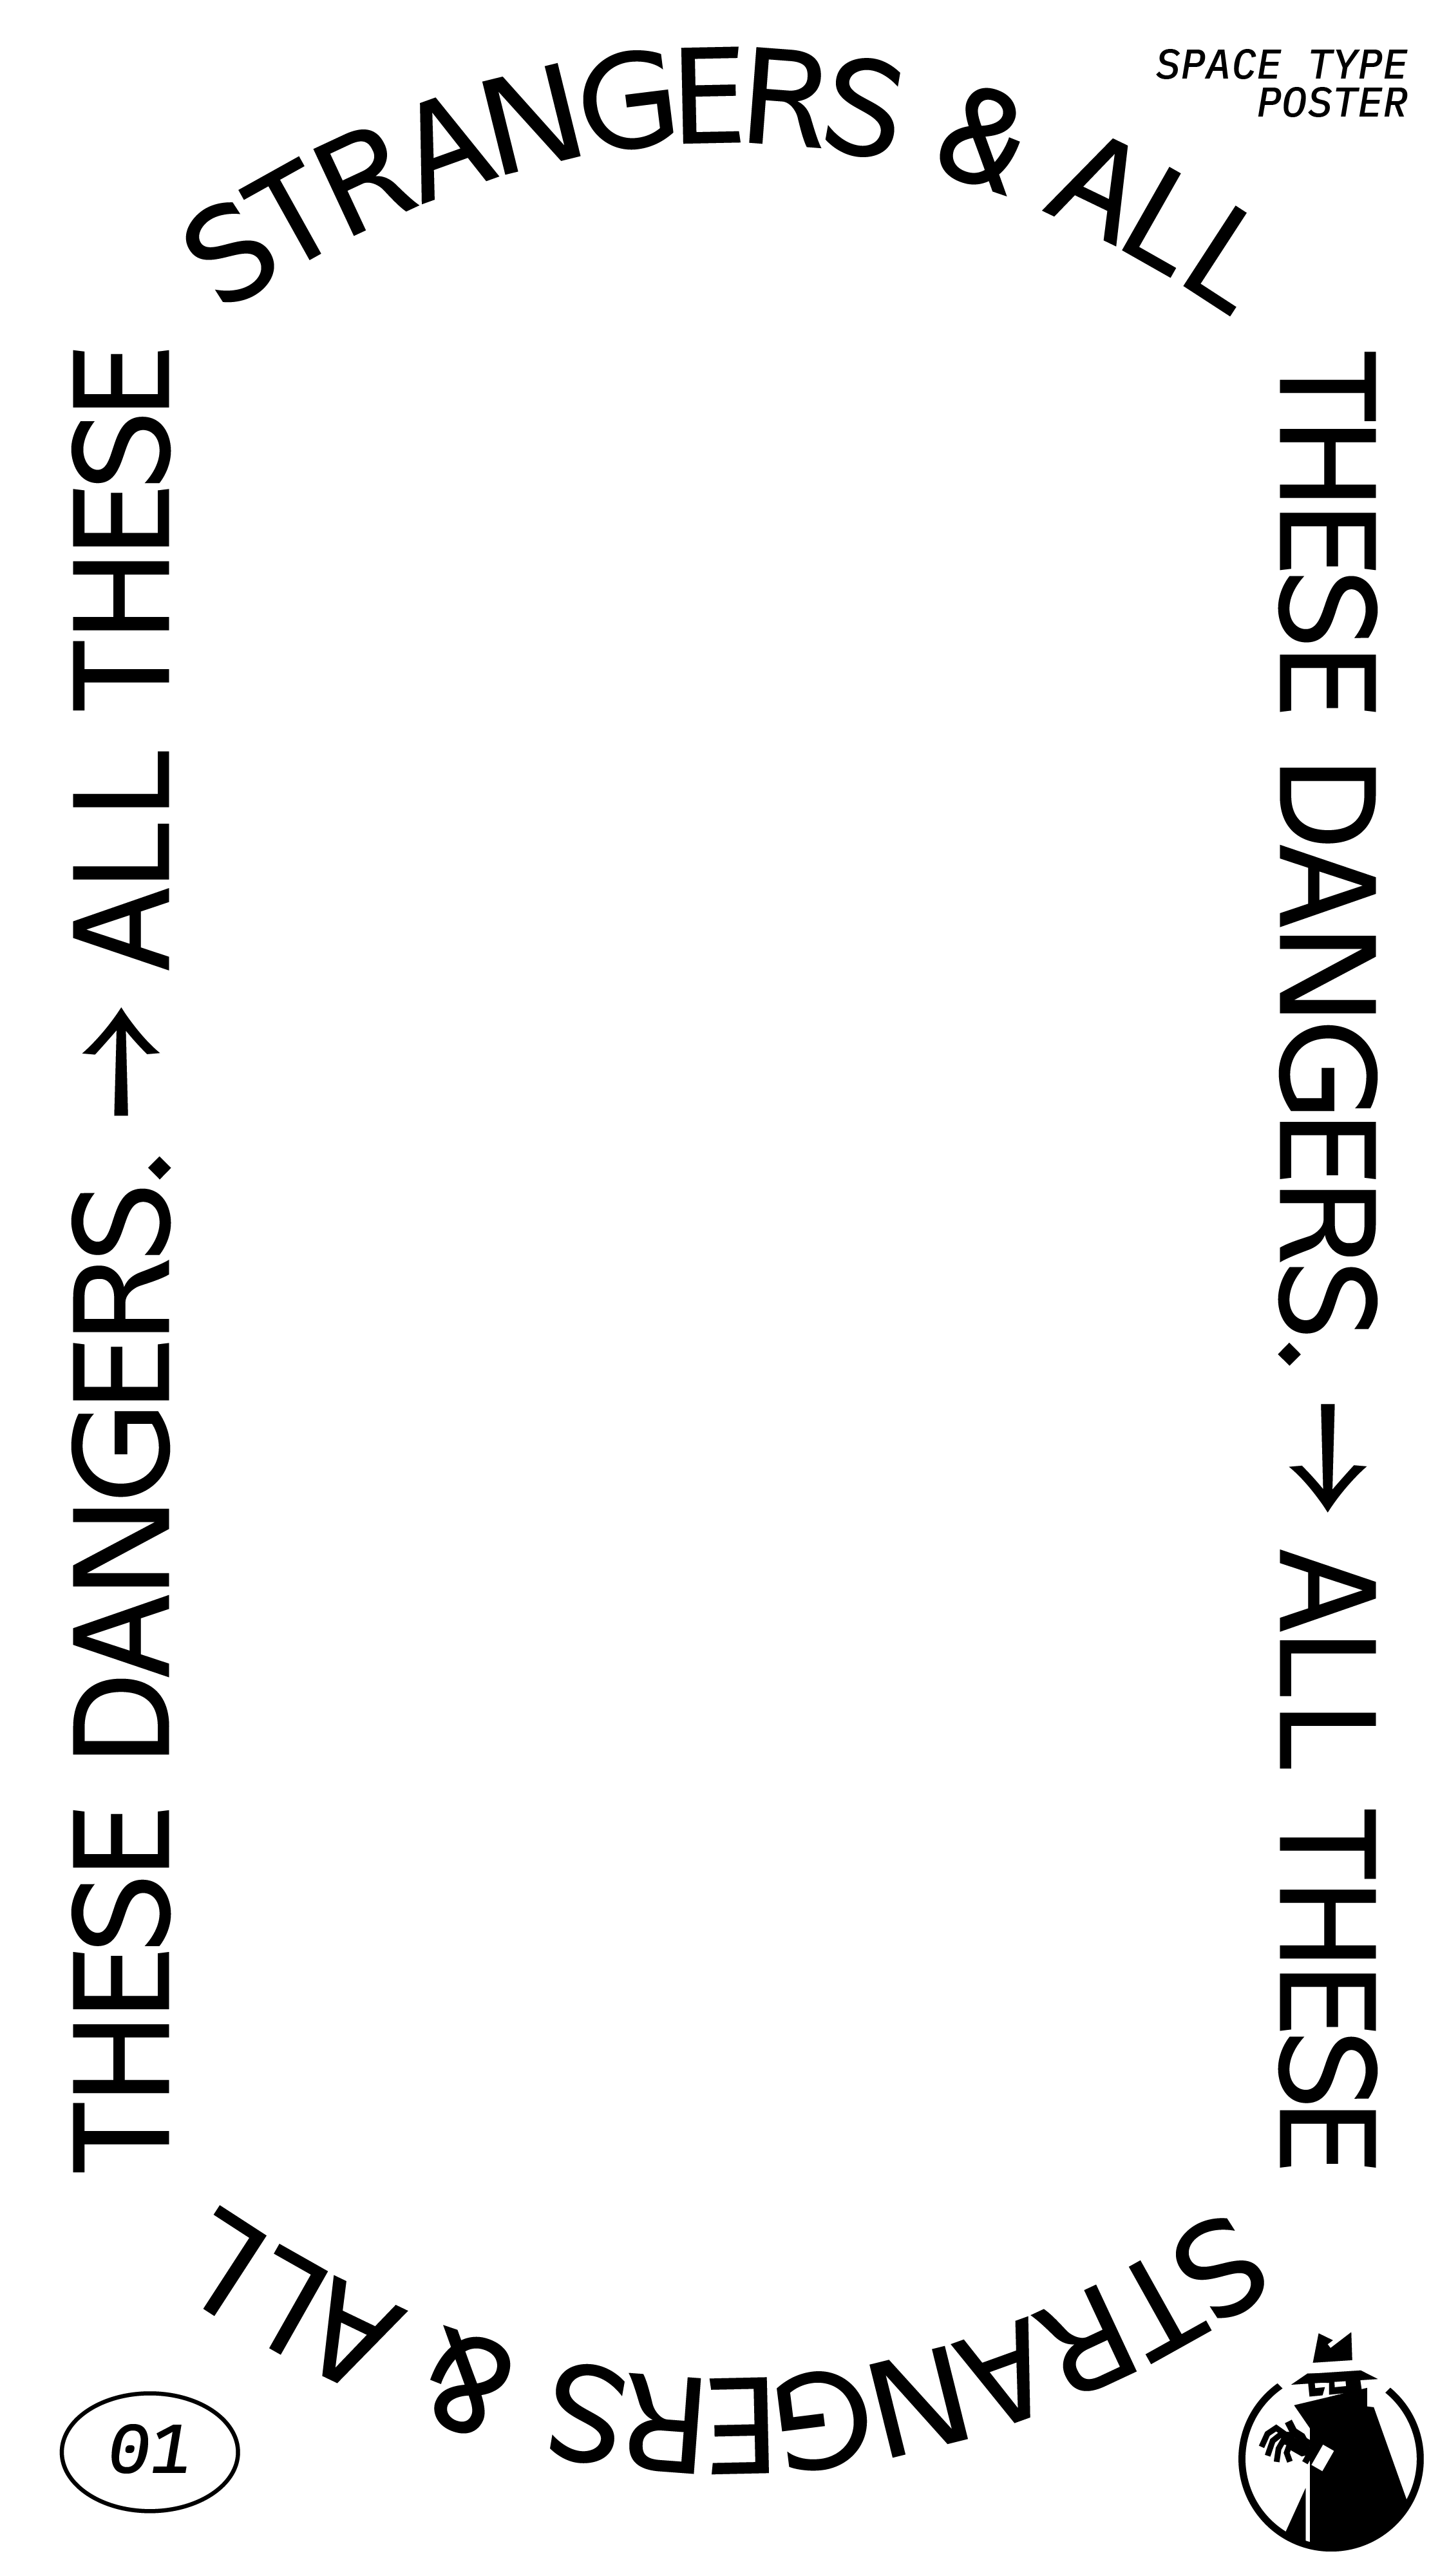 SPACE TYPE
POSTER
ALL THESE
STRANGERS & ALL
THESE DANGERS. → ALL THESE
STRANGERS & ALL
THESE DANGERS. →
01